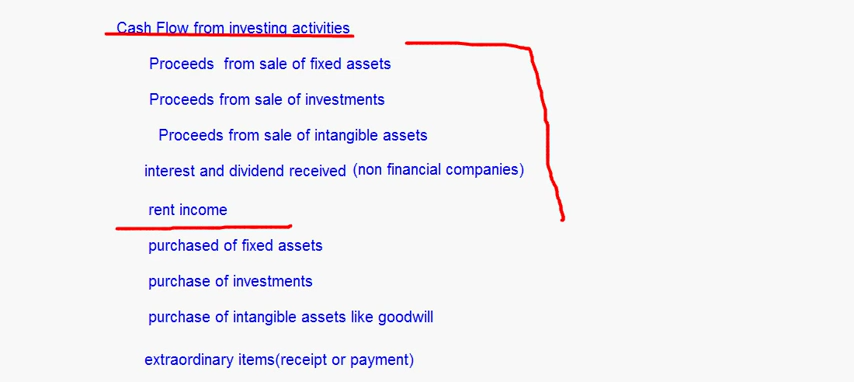 Cash Flow from investing activities
Proceeds from sale of fixed assets
Proceeds from sale of investments
Proceeds from sale of intangible assets
interest and dividend received (non financial companies)
rent income
purchased of fixed assets
purchase of investments
purchase of intangible assets like goodwill
extraordinary items(receipt or payment)